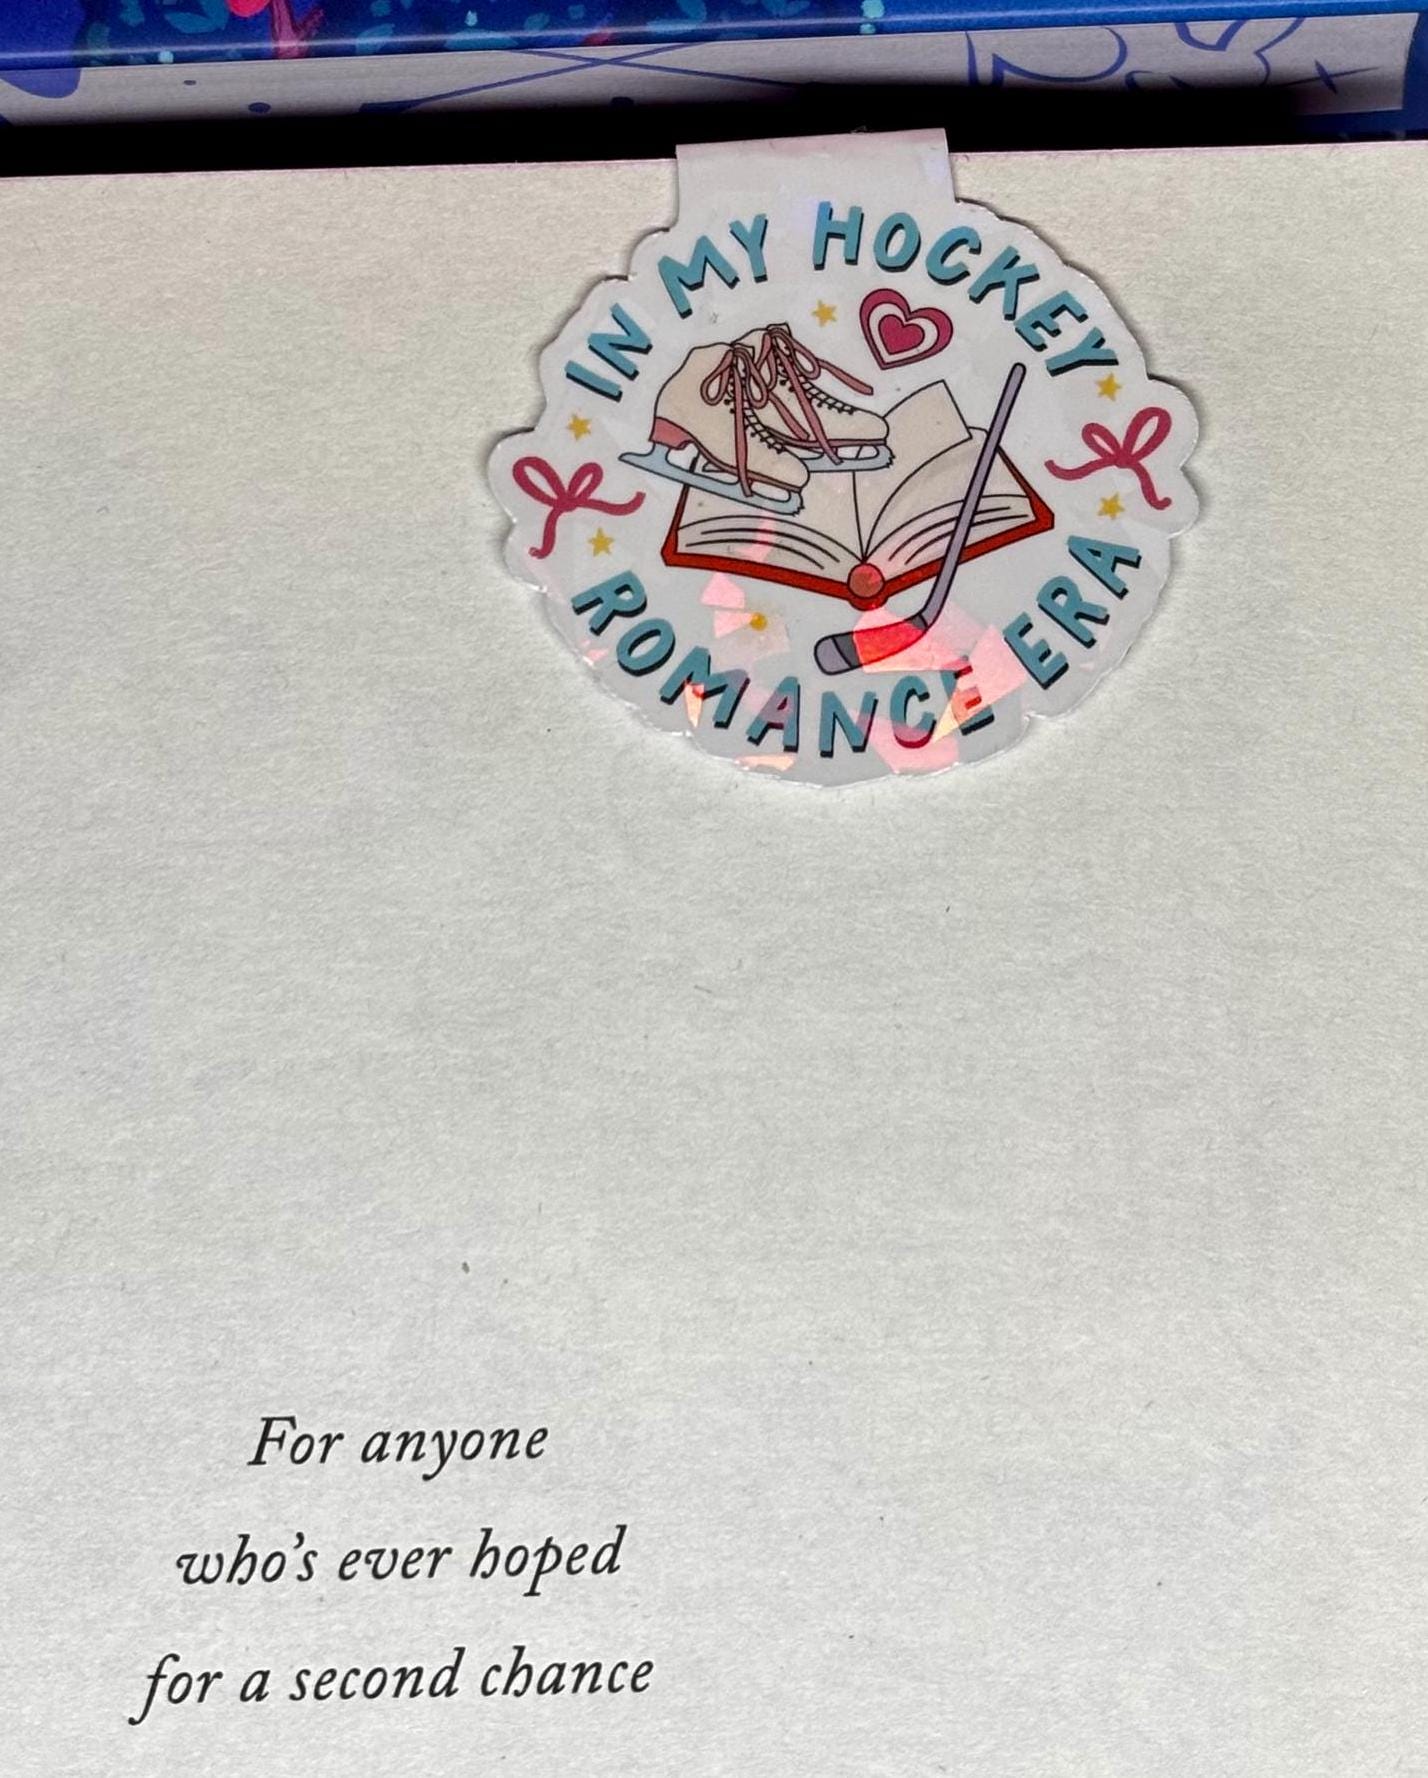 IN MY HOCKEY
ROMANCE ERA
For anyone
who's ever hoped
for a second chance